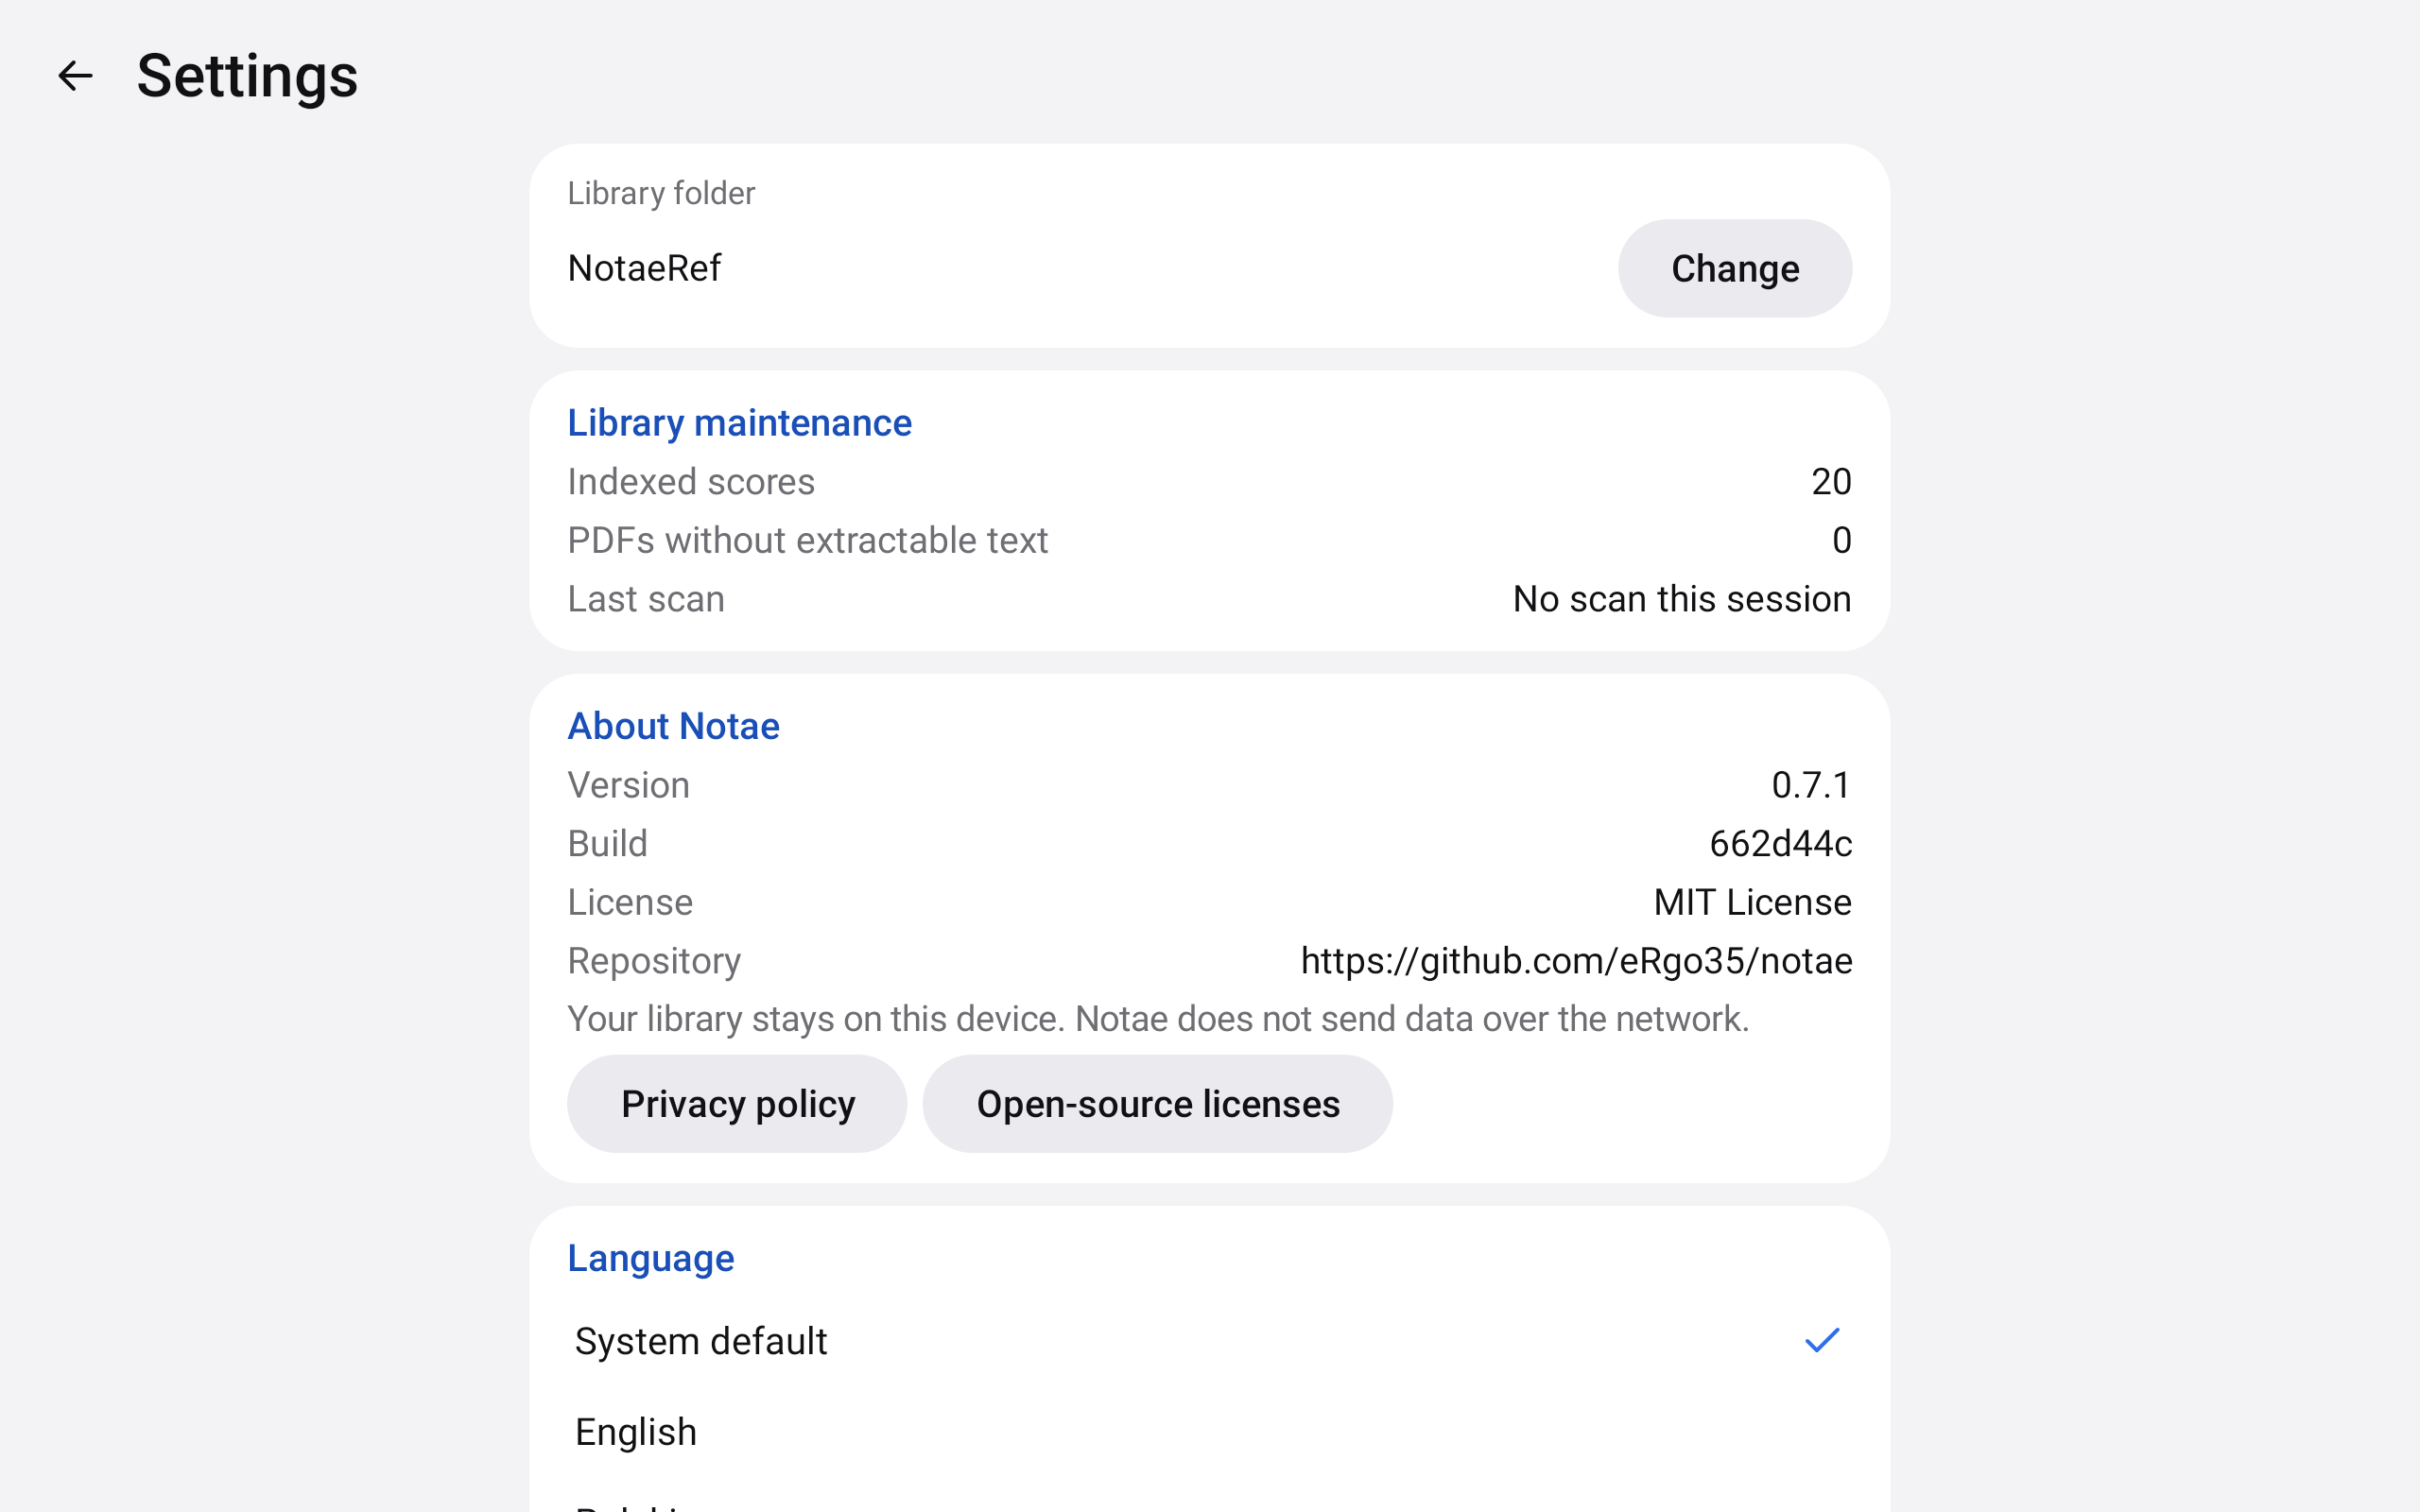 Settings
Library folder
NotaeRef
Change
Library maintenance
Indexed scores 20
PDFs without extractable text 0
Last scan No scan this session
About Notae
Version 0.7.1
Build 662d44c
License MIT License
Repository https://github.com/eRgo35/notae
Your library stays on this device. Notae does not send data over the network.
Privacy policy Open-source licenses
Language
System default
English